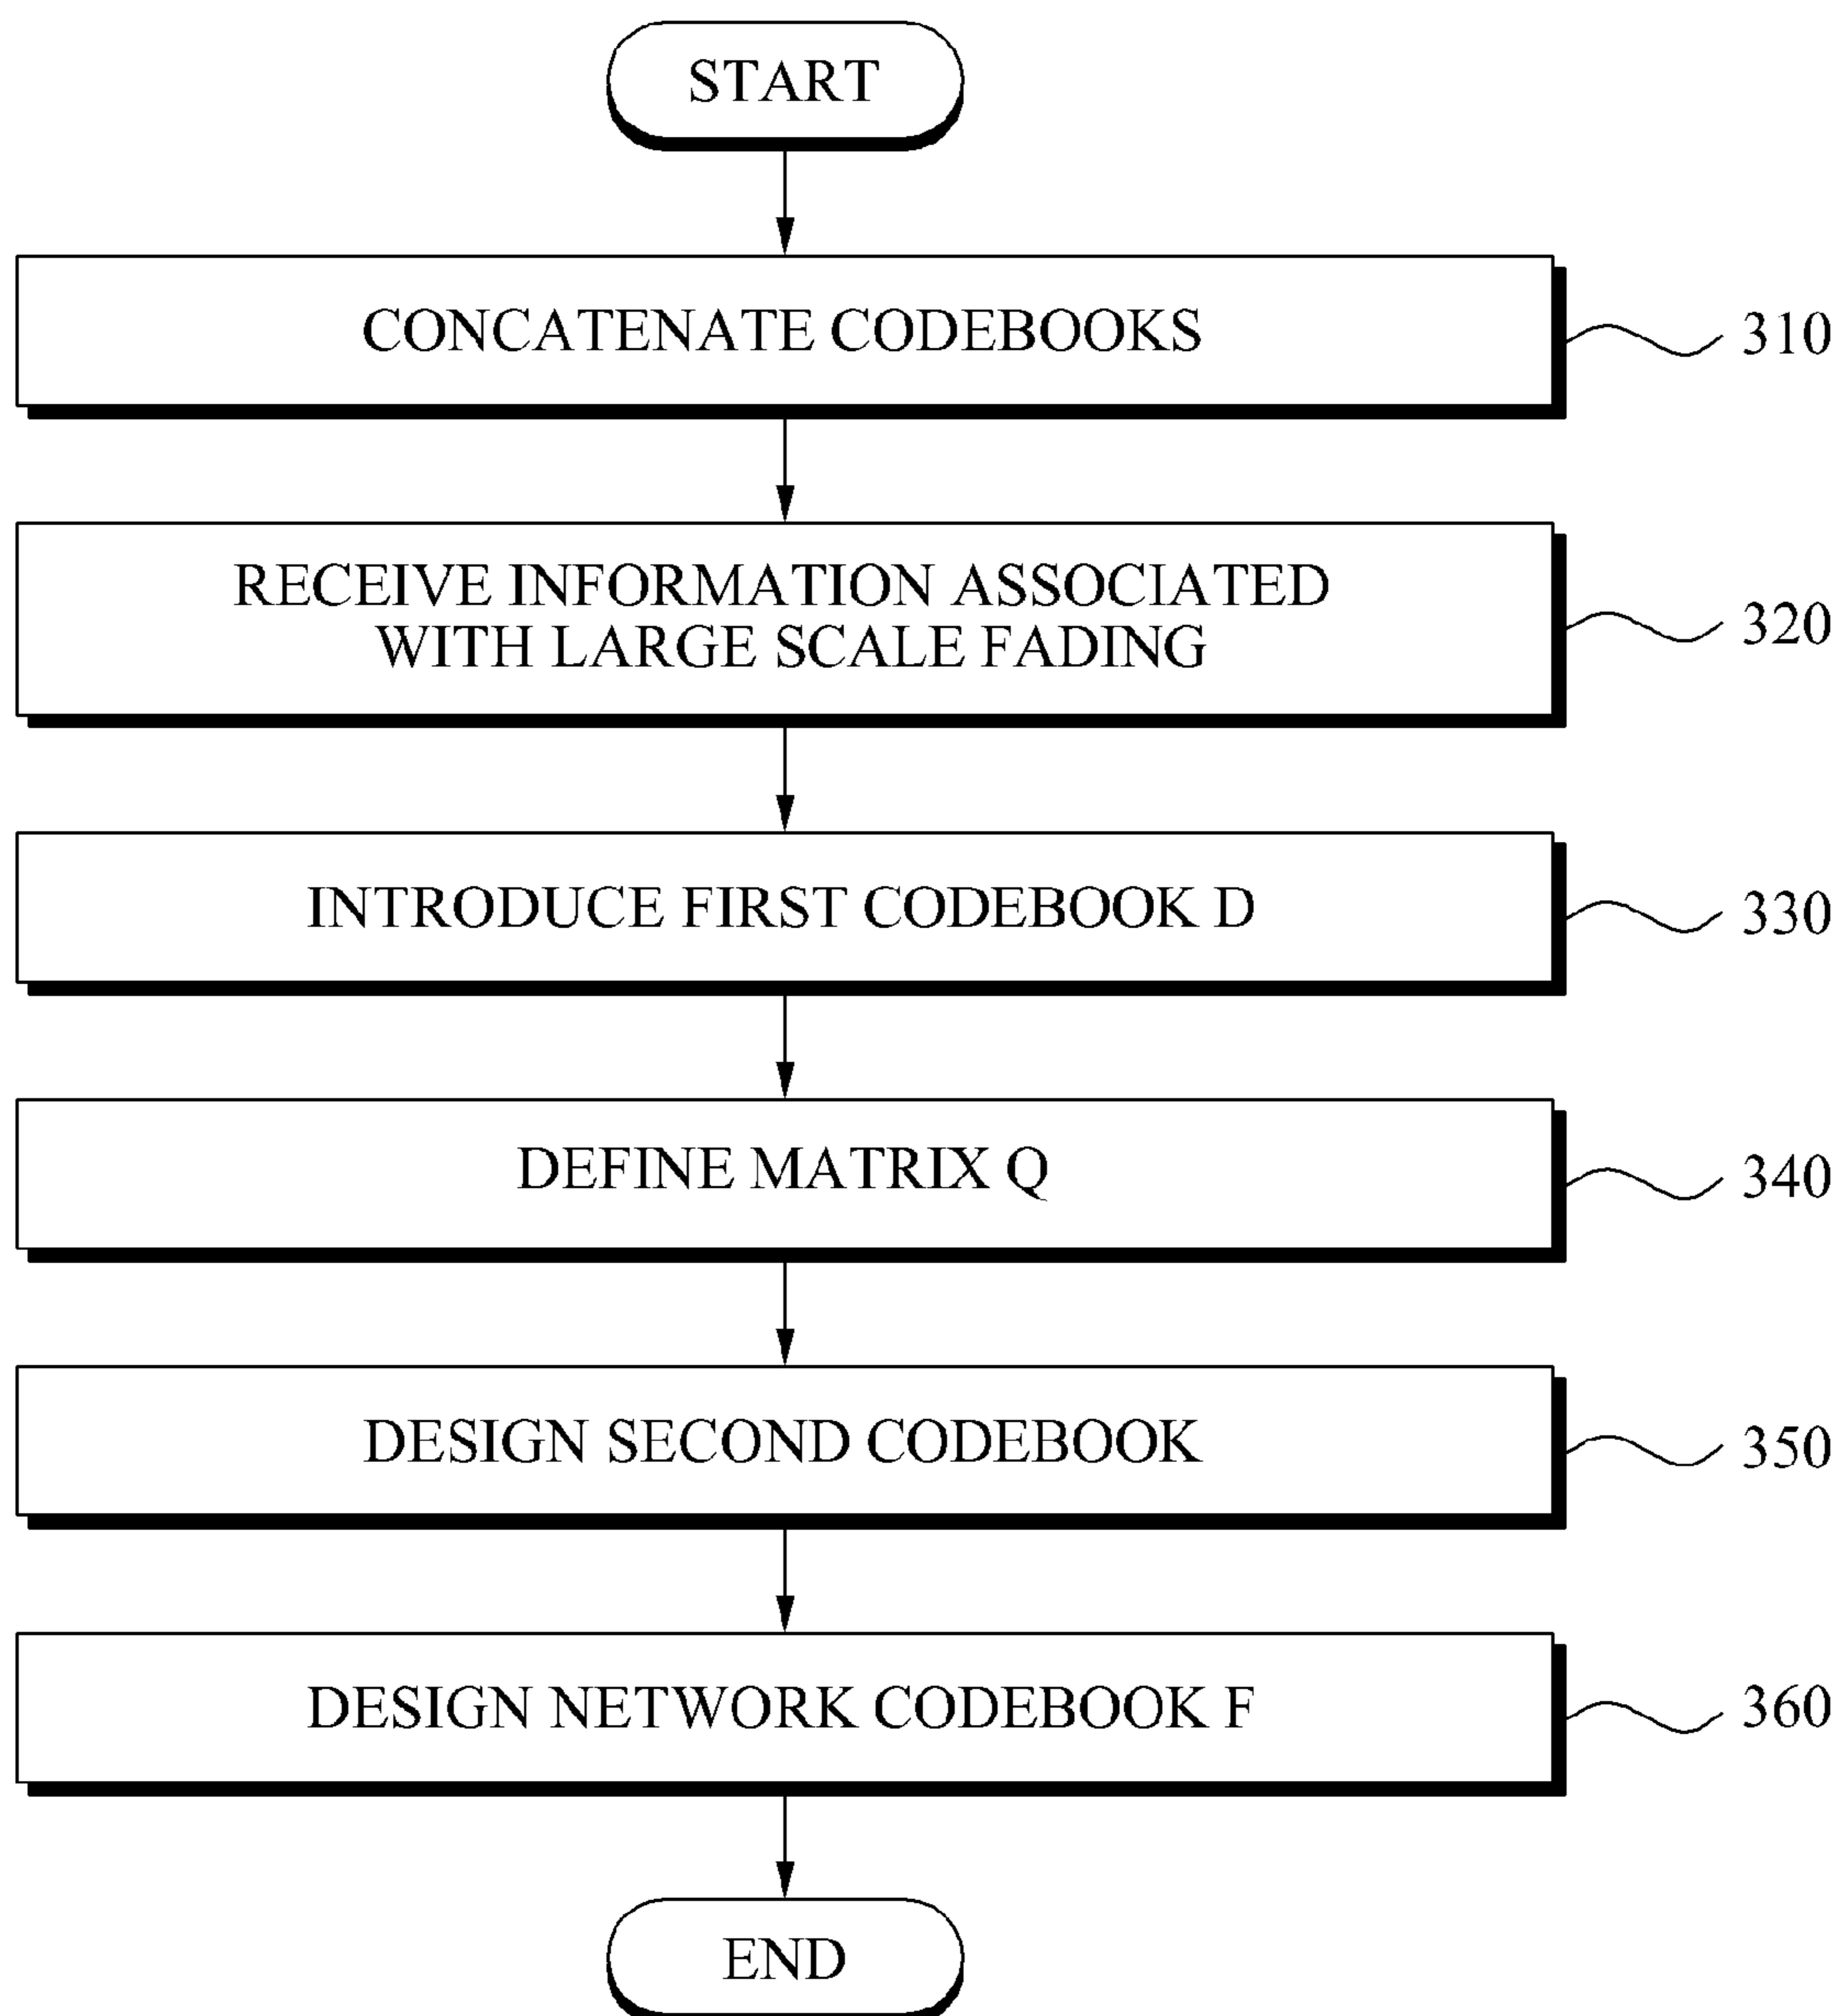 START
CONCATENATE CODEBOOKS
310
RECEIVE INFORMATION ASSOCIATED
WITH LARGE SCALE FADING
320
INTRODUCE FIRST CODEBOOK D
330
DEFINE MATRIX Q
340
DESIGN SECOND CODEBOOK
350
DESIGN NETWORK CODEBOOK F
360
END